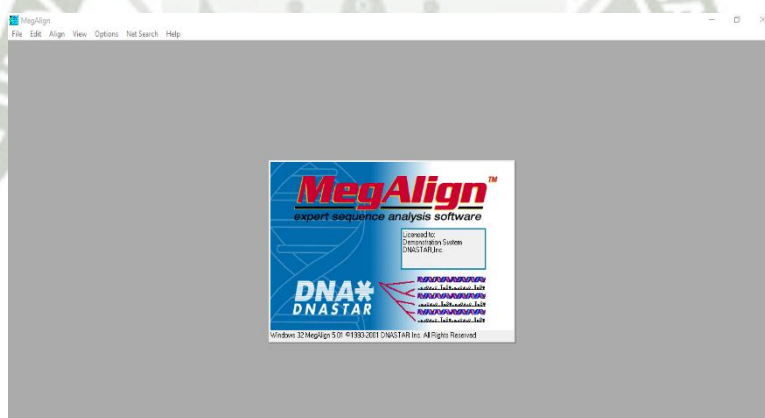 MegAlign
File Edit Align View Options Net Search Help
MegAlign™
expert sequence analysis software
Licensed to:
Demonstration System
DNASTAR, Inc.
DNA*
DNASTAR
Windows 32 MegAlign 5.01 ©1993-2001 DNASTAR Inc. All Rights Reserved